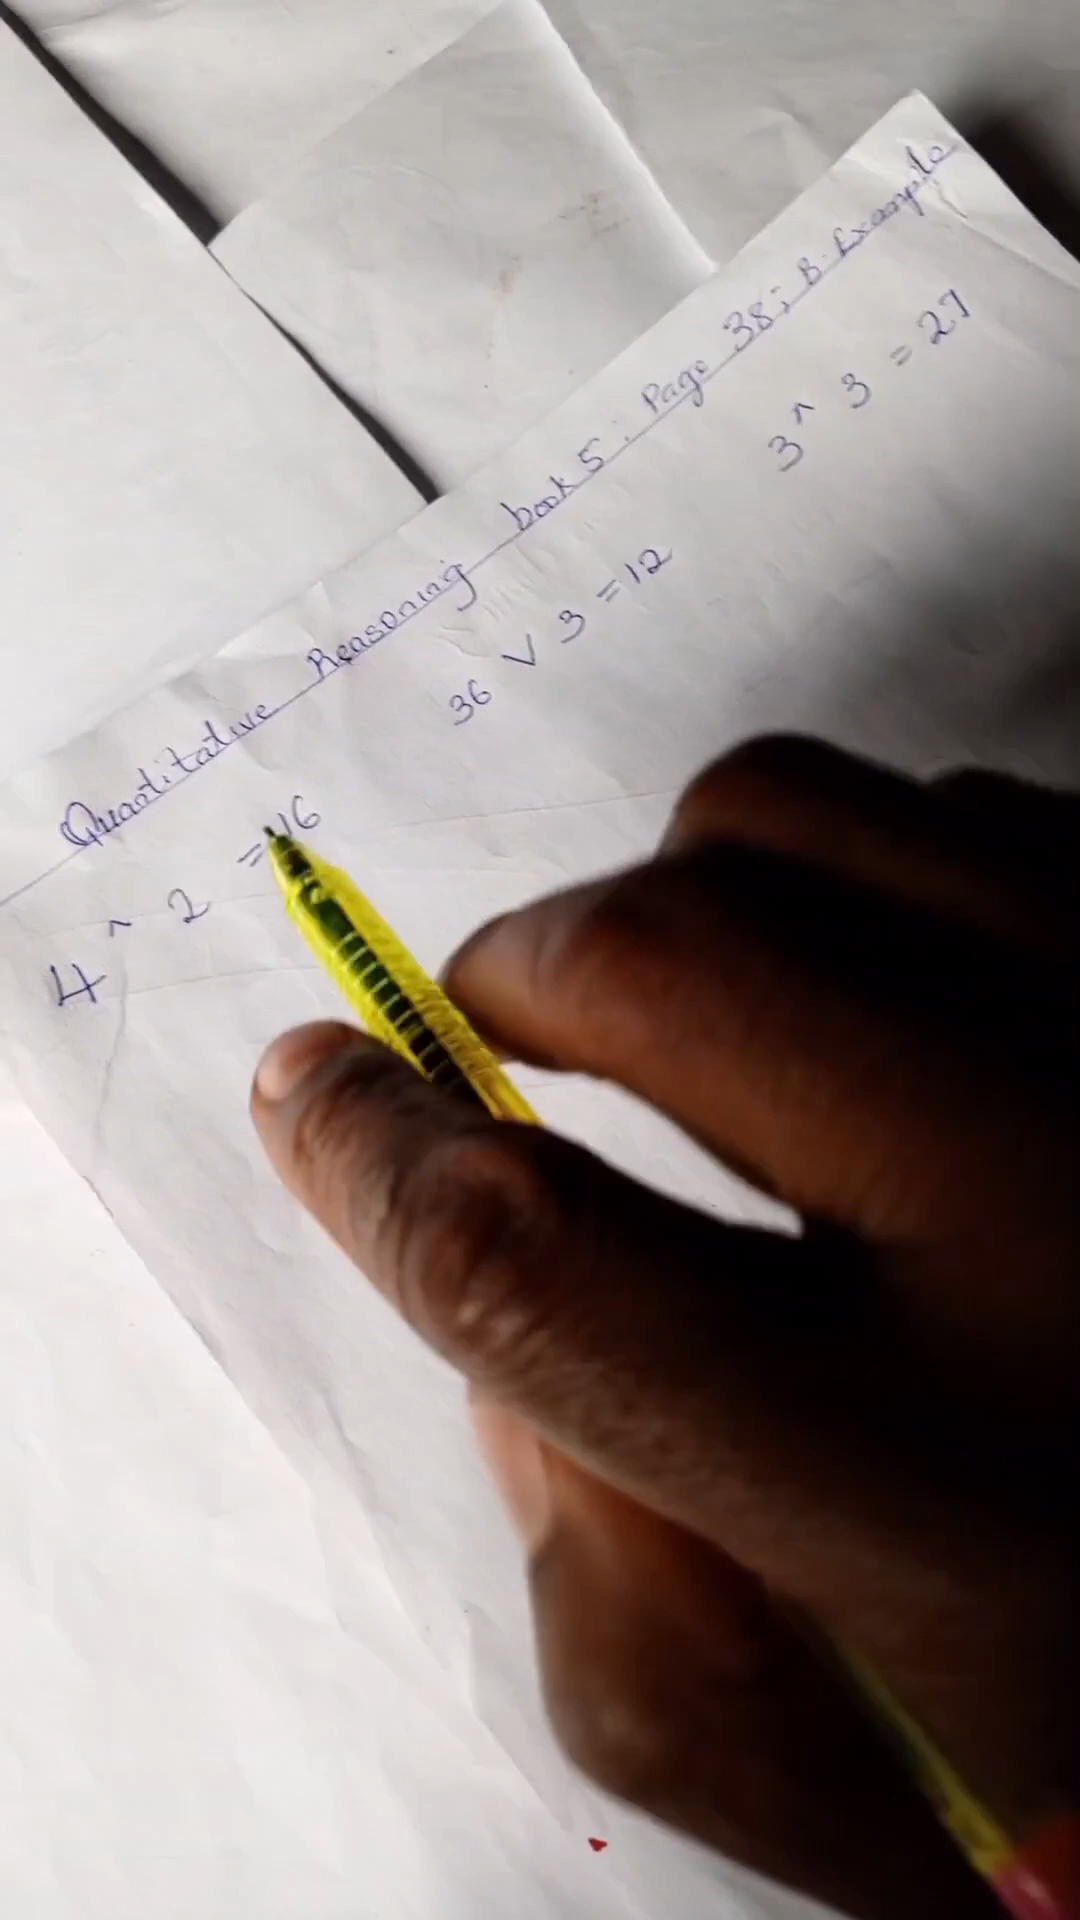 Quantitative Reasoning book 5. Page 38; B. Example
4 ^ 2 = 16
36 V 3 = 12
3 ^ 3 = 27